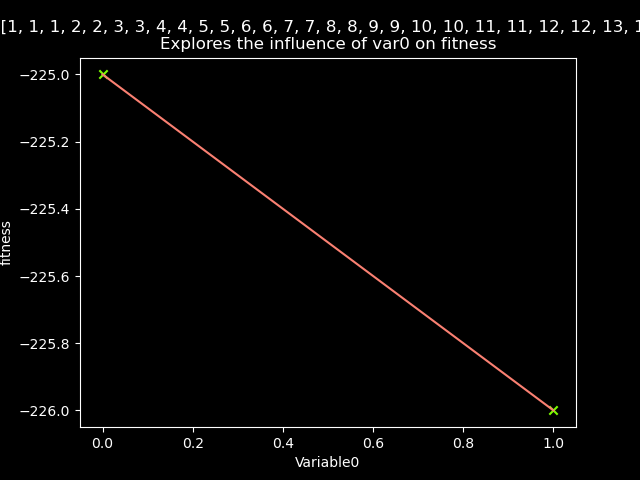 [1, 1, 1, 2, 2, 3, 3, 4, 4, 5, 5, 6, 6, 7, 7, 8, 8, 9, 9, 10, 10, 11, 11, 12, 12, 13, 1
Explores the influence of var0 on fitness
−225.0
−225.2
−225.4
fitness
−225.6
−225.8
−226.0
0.0 0.2 0.4 0.6 0.8 1.0
Variable0